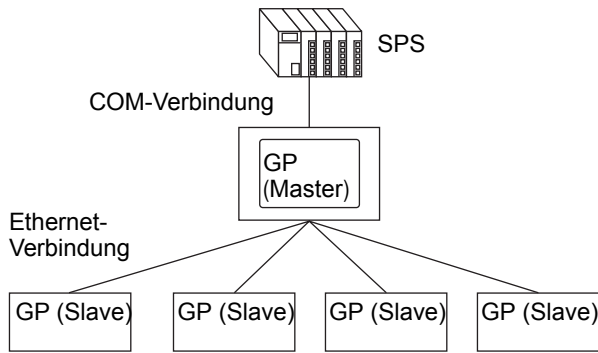 SPS
COM-Verbindung
GP
(Master)
Ethernet-
Verbindung
GP (Slave)
GP (Slave)
GP (Slave)
GP (Slave)